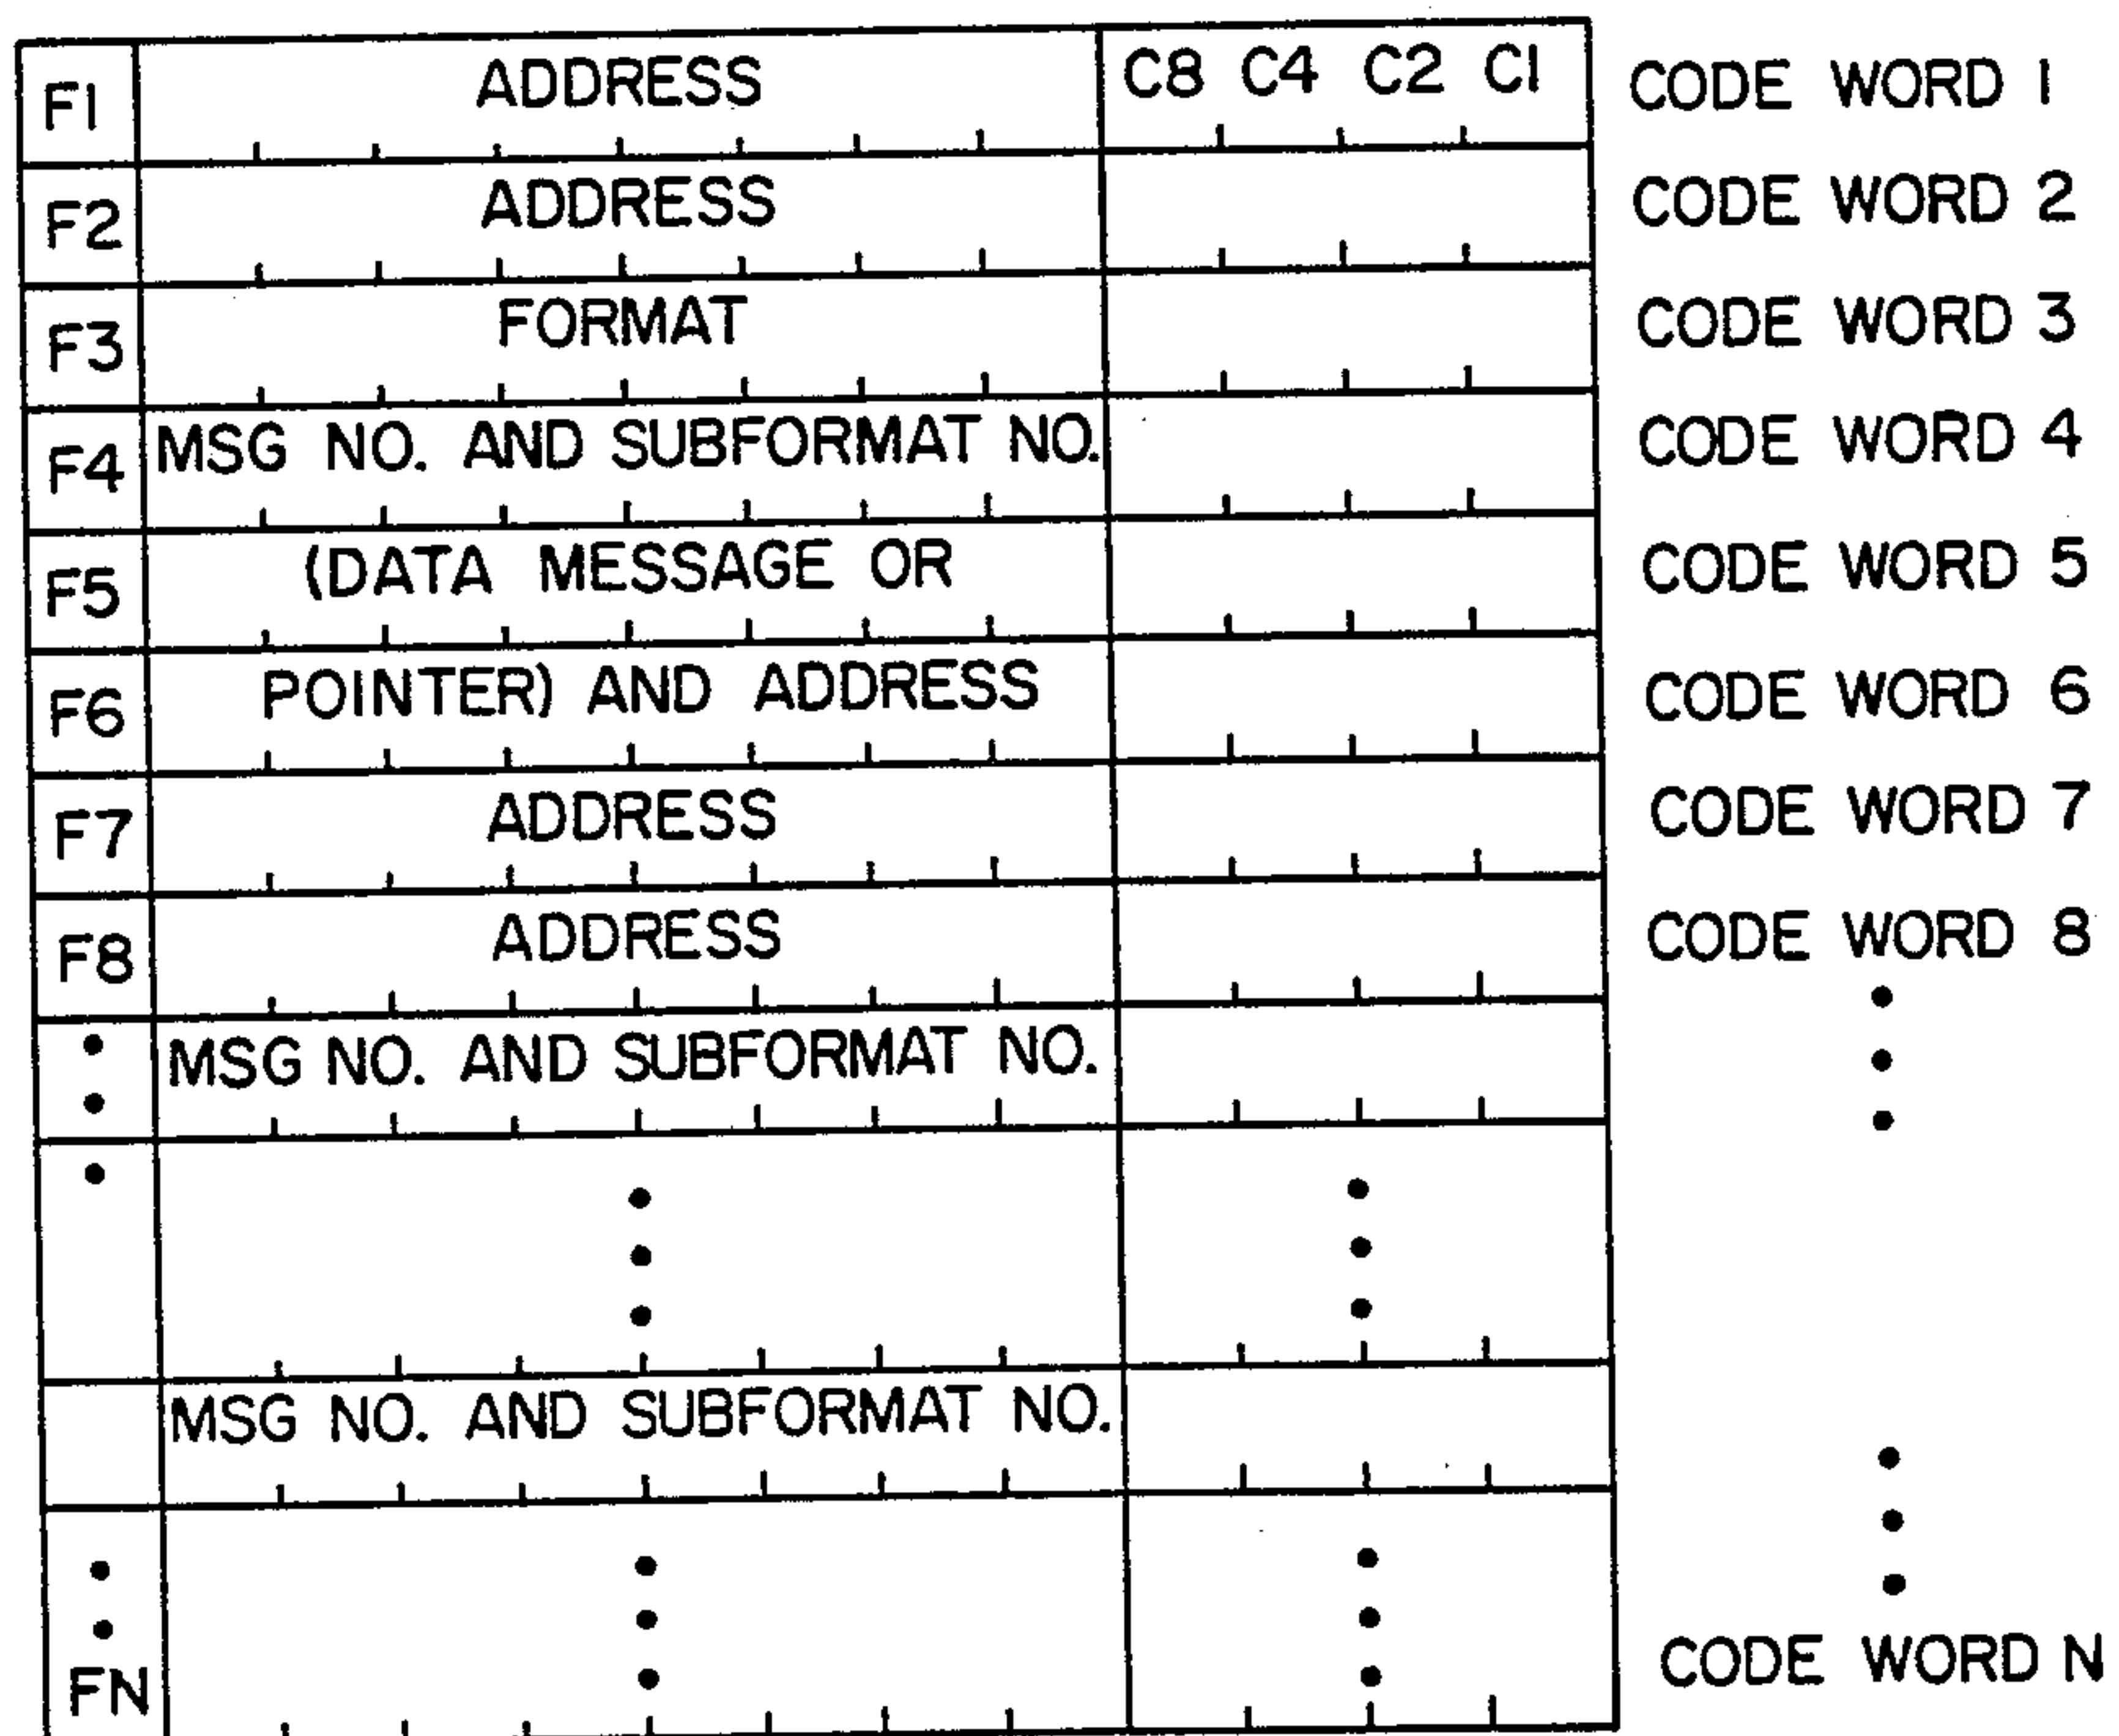 F1 ADDRESS C8 C4 C2 C1 CODE WORD 1
F2 ADDRESS CODE WORD 2
F3 FORMAT CODE WORD 3
F4 MSG NO. AND SUBFORMAT NO. CODE WORD 4
F5 (DATA MESSAGE OR CODE WORD 5
F6 POINTER) AND ADDRESS CODE WORD 6
F7 ADDRESS CODE WORD 7
F8 ADDRESS CODE WORD 8
MSG NO. AND SUBFORMAT NO.
MSG NO. AND SUBFORMAT NO.
FN CODE WORD N